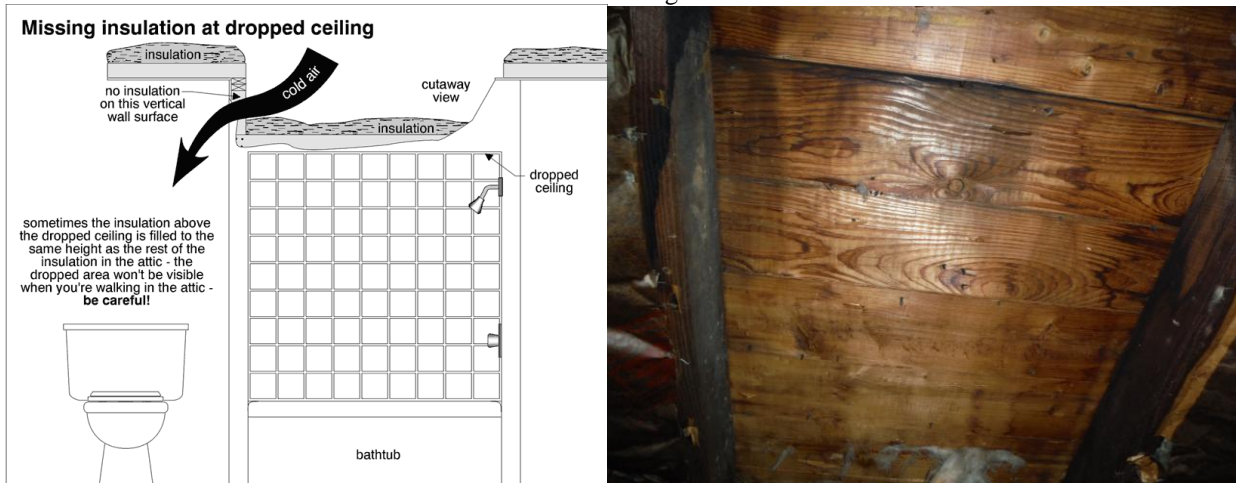 Missing insulation at dropped ceiling
insulation
cold air
no insulation
on this vertical
wall surface
cutaway
view
insulation
dropped
ceiling
sometimes the insulation above
the dropped ceiling is filled to the
same height as the rest of the
insulation in the attic - the
dropped area won't be visible
when you're walking in the attic -
be careful!
bathtub